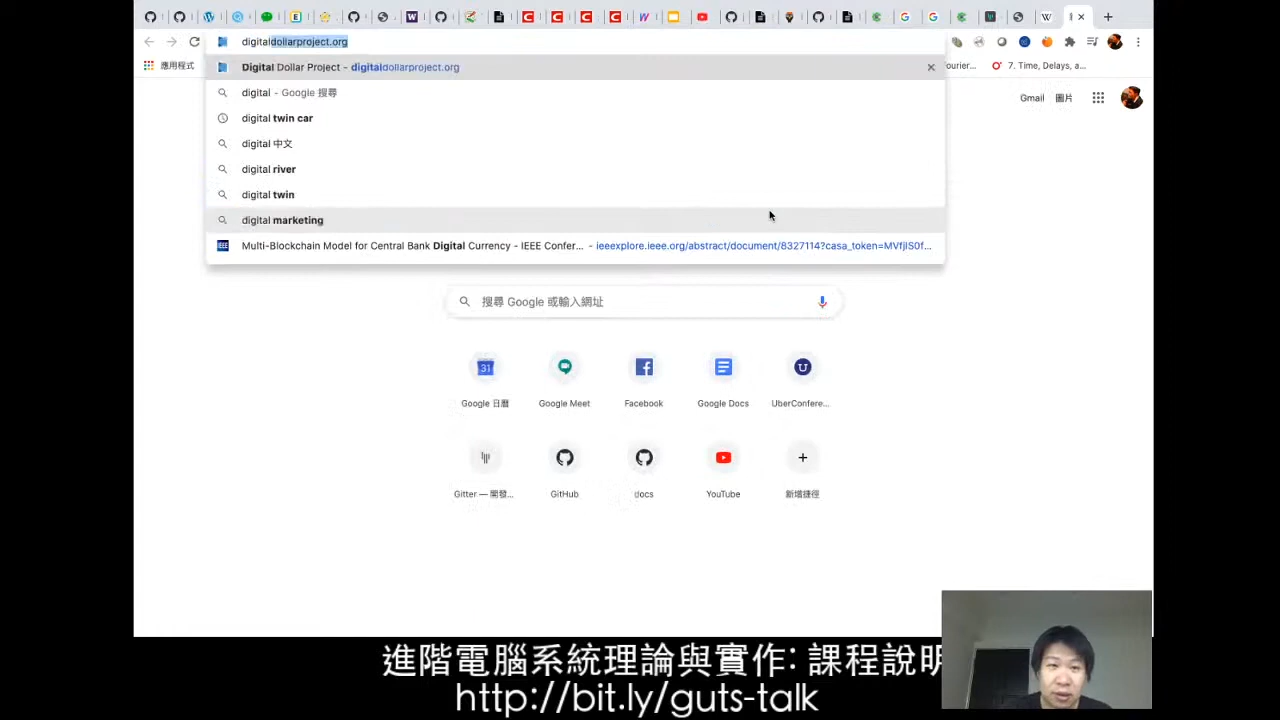 digitaldollarproject.org
應用程式
ourier...
7. Time, Delays, a...
Digital Dollar Project – digitaldollarproject.org
digital - Google 搜尋
digital twin car
digital 中文
digital river
digital twin
digital marketing
Multi-Blockchain Model for Central Bank Digital Currency - IEEE Confer... - ieeexplore.ieee.org/abstract/document/8327114?casa_token=MVfjlS0f...
Gmail
圖片
搜尋 Google 或輸入網址
Google 日曆
Google Meet
Facebook
Google Docs
UberConfere...
Gitter — 開發...
GitHub
docs
YouTube
新增捷徑
進階電腦系統理論與實作: 課程說明
http://bit.ly/guts-talk